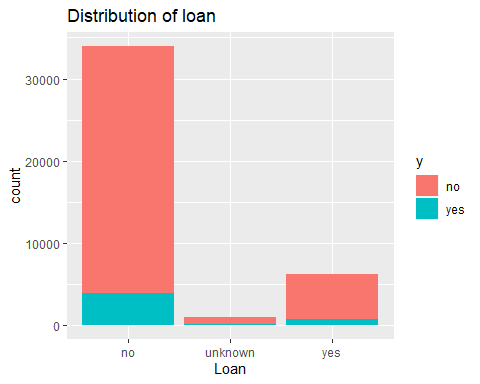 Distribution of loan
30000
20000
10000
0
count
no
unknown
yes
Loan
y
no
yes